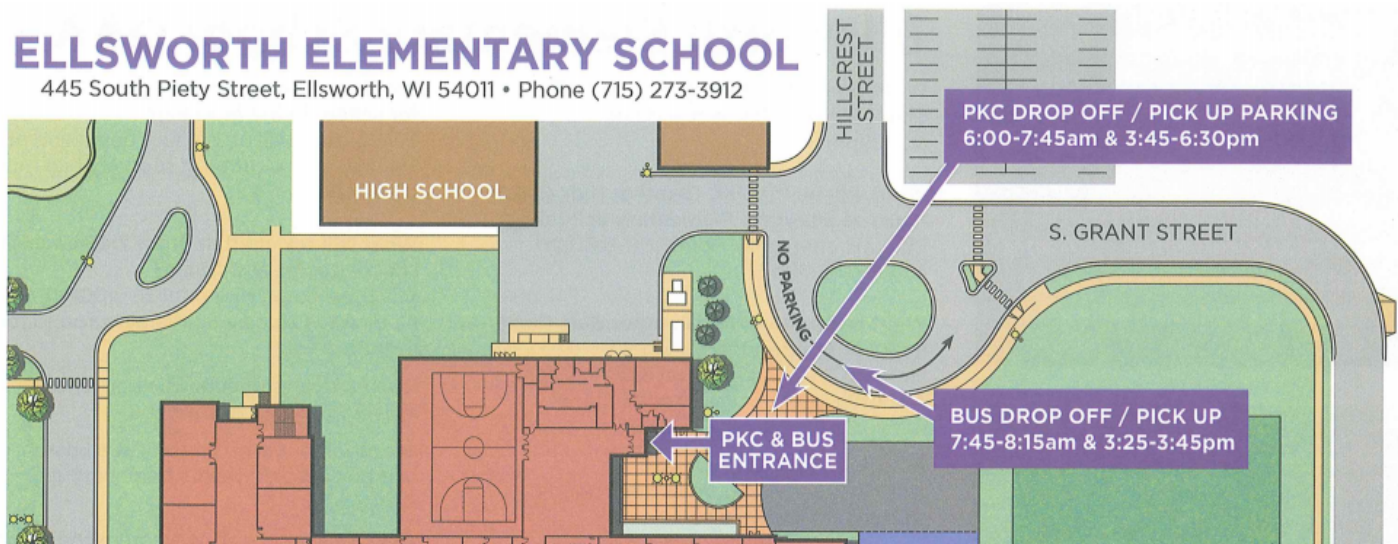 ELLSWORTH ELEMENTARY SCHOOL
445 South Piety Street, Ellsworth, WI 54011 • Phone (715) 273-3912
HILLCREST
STREET
PKC DROP OFF / PICK UP PARKING
6:00-7:45am & 3:45-6:30pm
HIGH SCHOOL
S. GRANT STREET
NO PARKING
BUS DROP OFF / PICK UP
7:45-8:15am & 3:25-3:45pm
PKC & BUS
ENTRANCE